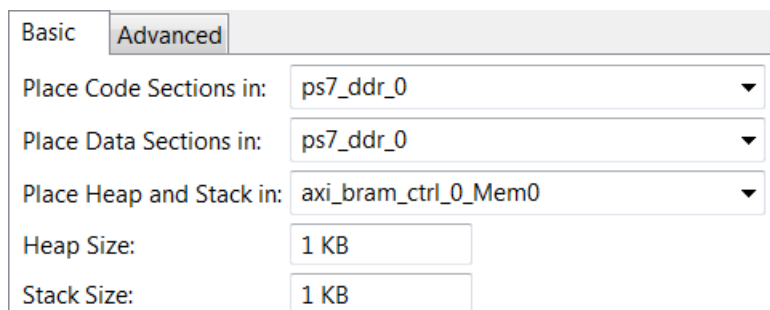 Basic Advanced
Place Code Sections in: ps7_ddr_0
Place Data Sections in: ps7_ddr_0
Place Heap and Stack in: axi_bram_ctrl_0_Mem0
Heap Size: 1 KB
Stack Size: 1 KB